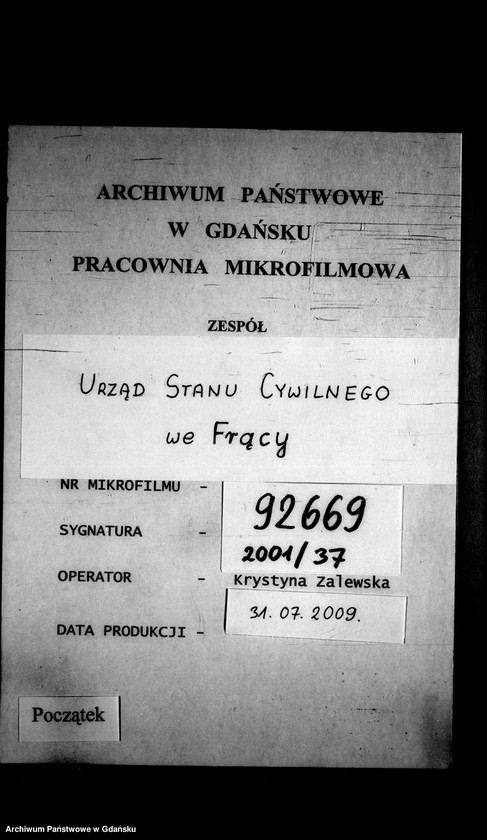 ARCHIWUM PAŃSTWOWE
W GDAŃSKU
PRACOWNIA MIKROFILMOWA
ZESPÓŁ
URZĄD STANU CYWILNEGO
we Frący
NR MIKROFILMU - 92669
SYGNATURA - 2001/37
OPERATOR - Krystyna Zalewska
DATA PRODUKCJI - 31.07.2009.
Początek
Archiwum Państwowe w Gdańsku